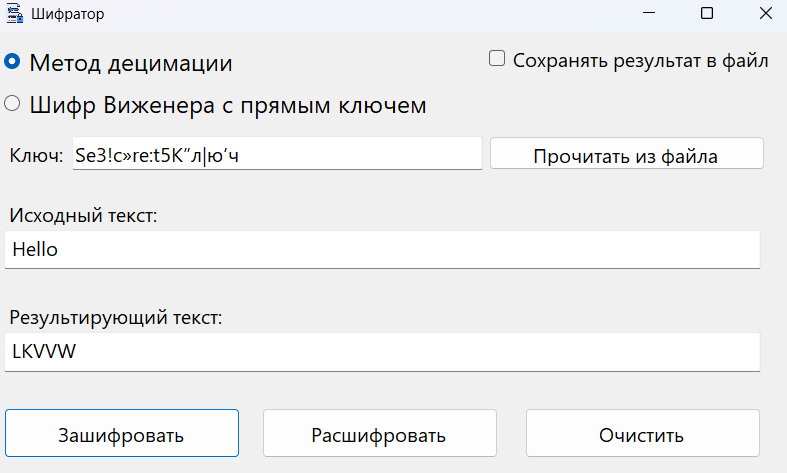 Шифратор
Метод децимации
Сохранять результат в файл
Шифр Виженера с прямым ключем
Ключ: Se3!c»re:t5K”л|ю’ч Прочитать из файла
Исходный текст:
Hello
Результирующий текст:
LKVVW
Зашифровать Расшифровать Очистить